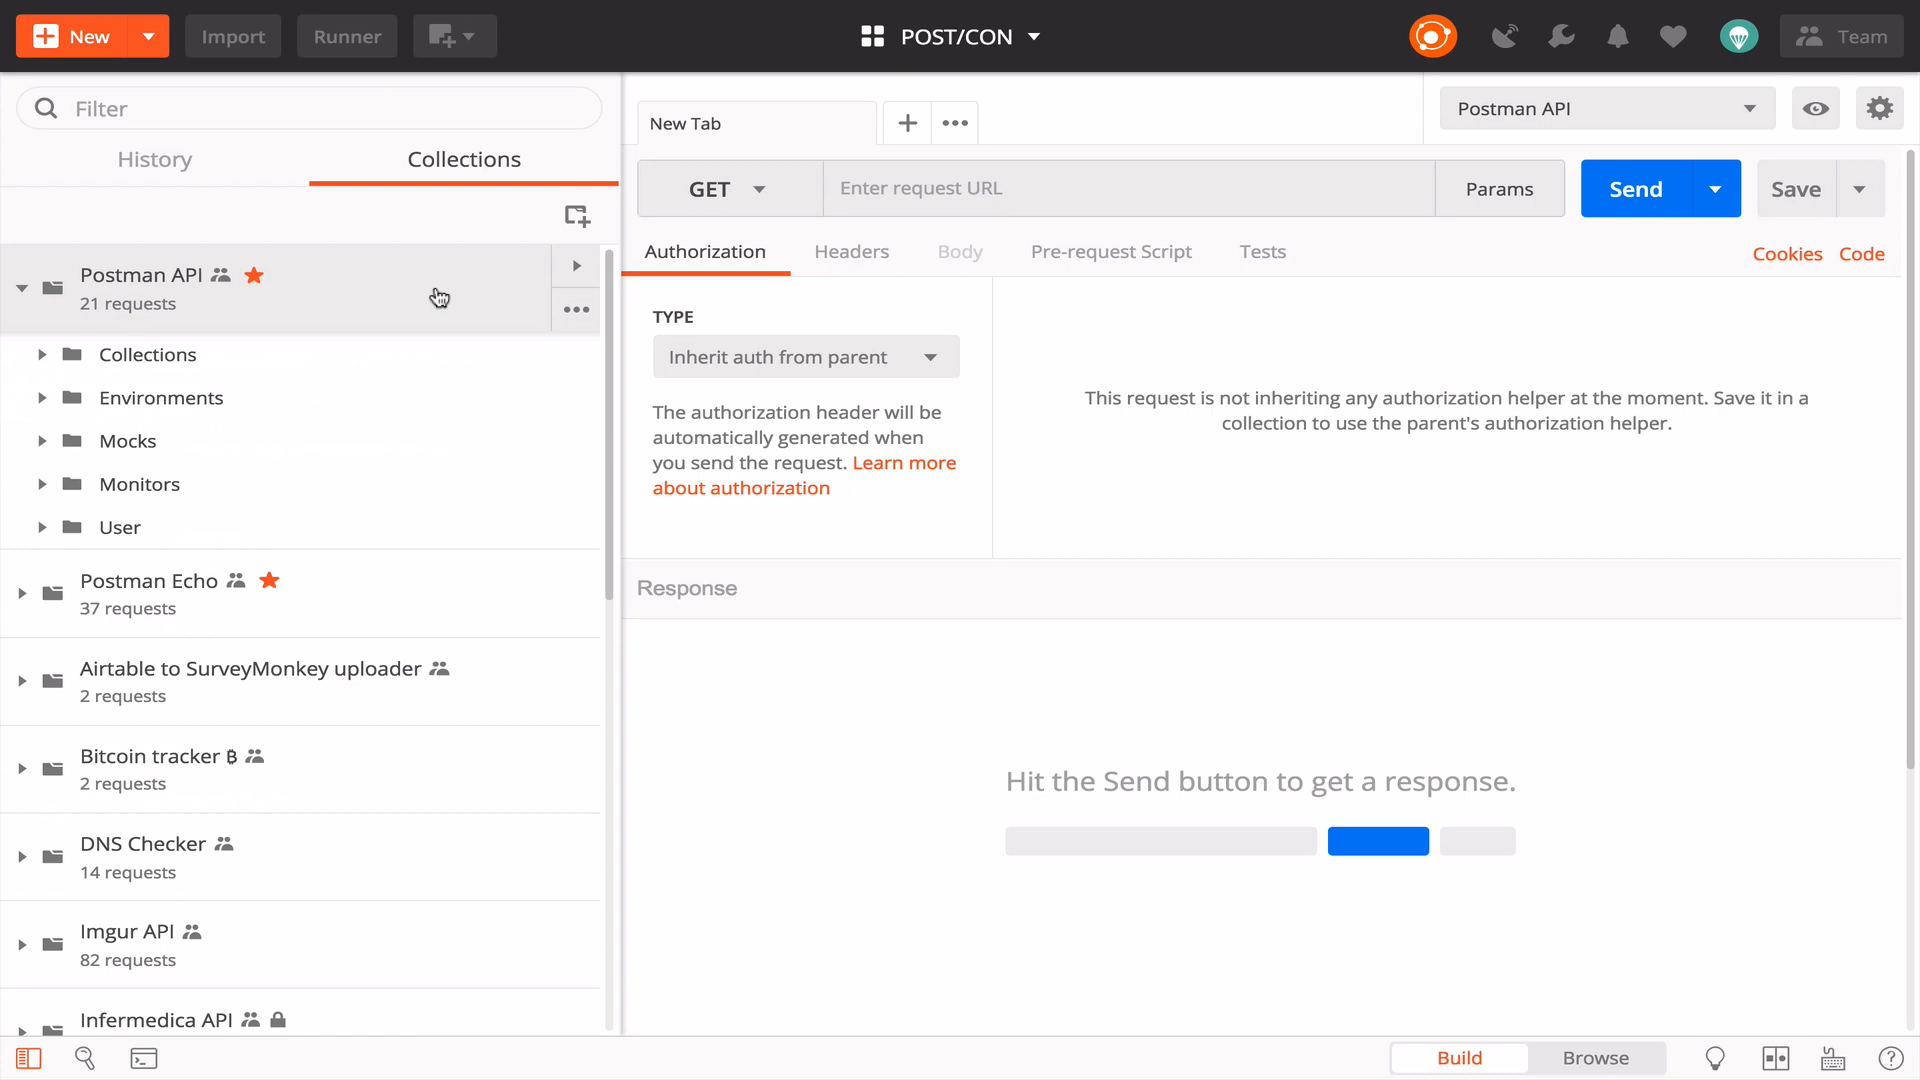 New
Import
Runner
POST/CON
Team
Filter
History
Collections
Postman API
21 requests
Collections
Environments
Mocks
Monitors
User
Postman Echo
37 requests
Airtable to SurveyMonkey uploader
2 requests
Bitcoin tracker ₿
2 requests
DNS Checker
14 requests
Imgur API
82 requests
Infermedica API
New Tab
Postman API
GET
Enter request URL
Params
Send
Save
Authorization
Headers
Body
Pre-request Script
Tests
Cookies
Code
TYPE
Inherit auth from parent
The authorization header will be
automatically generated when
you send the request. Learn more
about authorization
This request is not inheriting any authorization helper at the moment. Save it in a
collection to use the parent's authorization helper.
Response
Hit the Send button to get a response.
Build
Browse